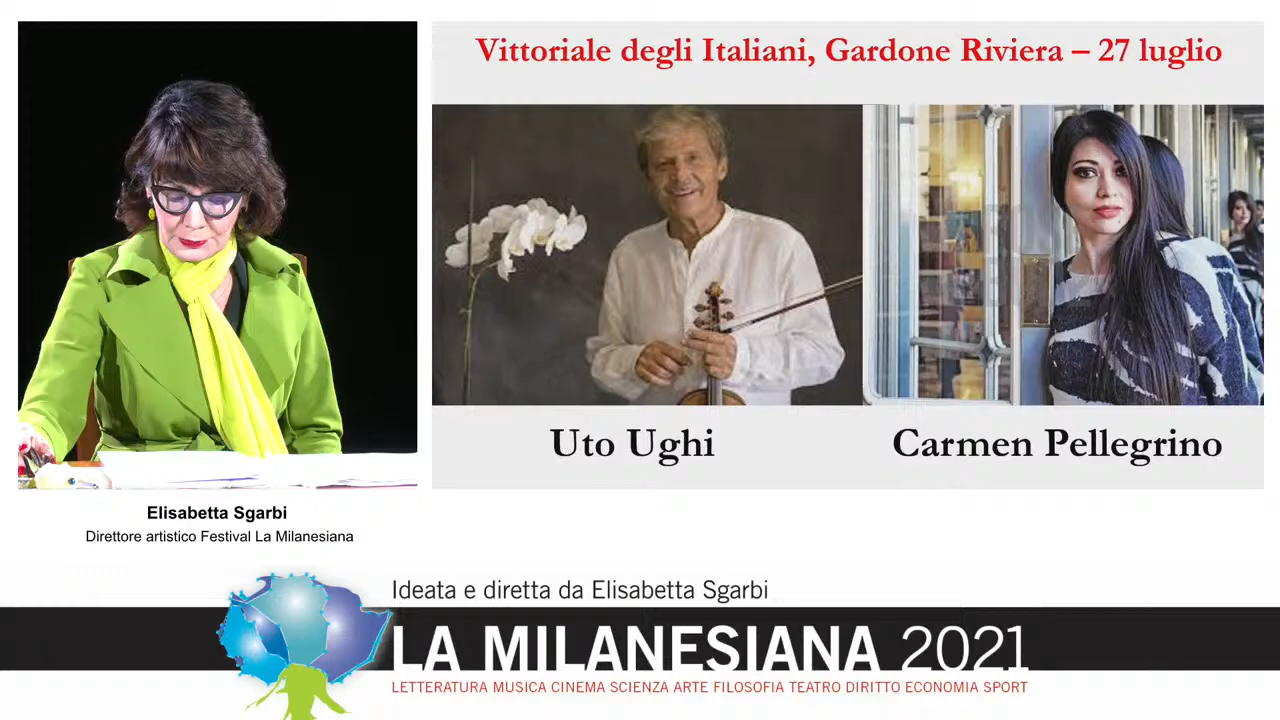 Vittoriale degli Italiani, Gardone Riviera – 27 luglio
Uto Ughi
Carmen Pellegrino
Elisabetta Sgarbi
Direttore artistico Festival La Milanesiana
Ideata e diretta da Elisabetta Sgarbi
LA MILANESIANA 2021
LETTERATURA MUSICA CINEMA SCIENZA ARTE FILOSOFIA TEATRO DIRITTO ECONOMIA SPORT